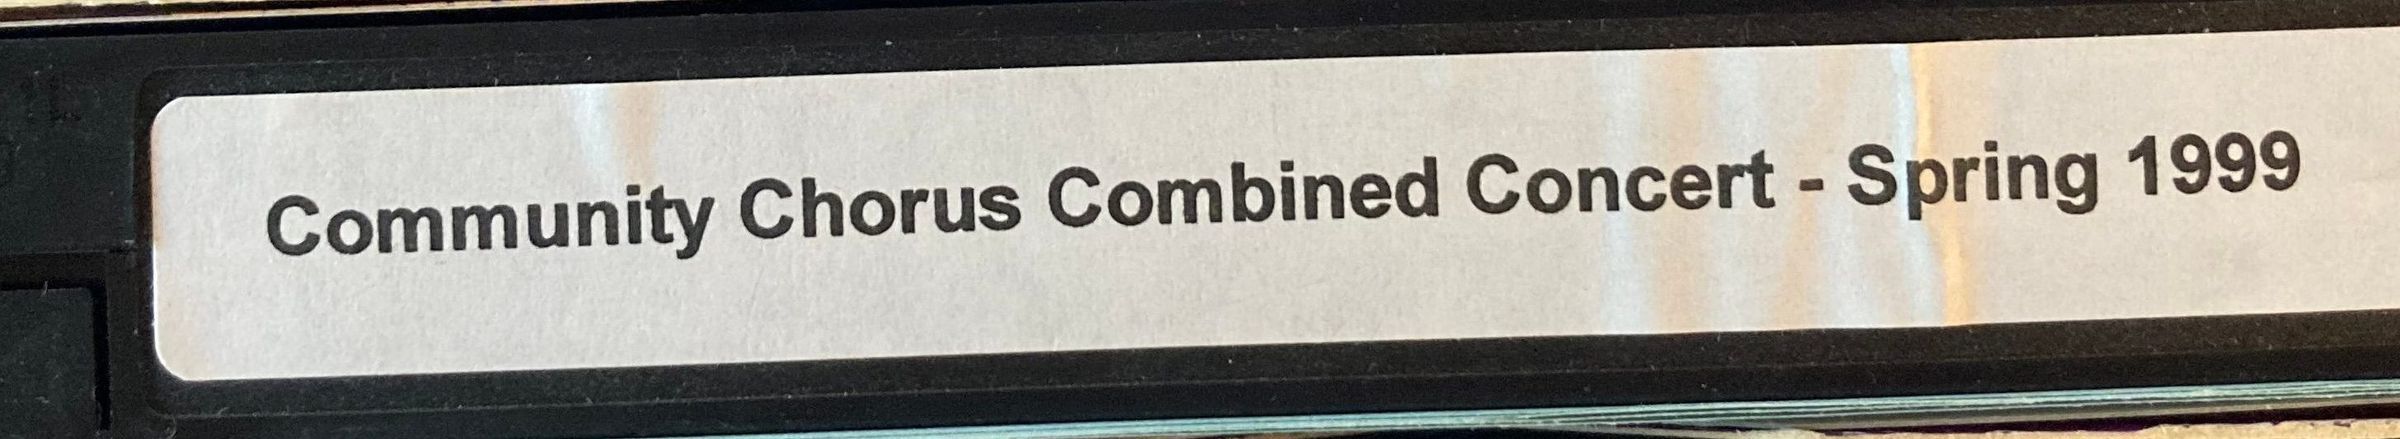 Community Chorus Combined Concert - Spring 1999